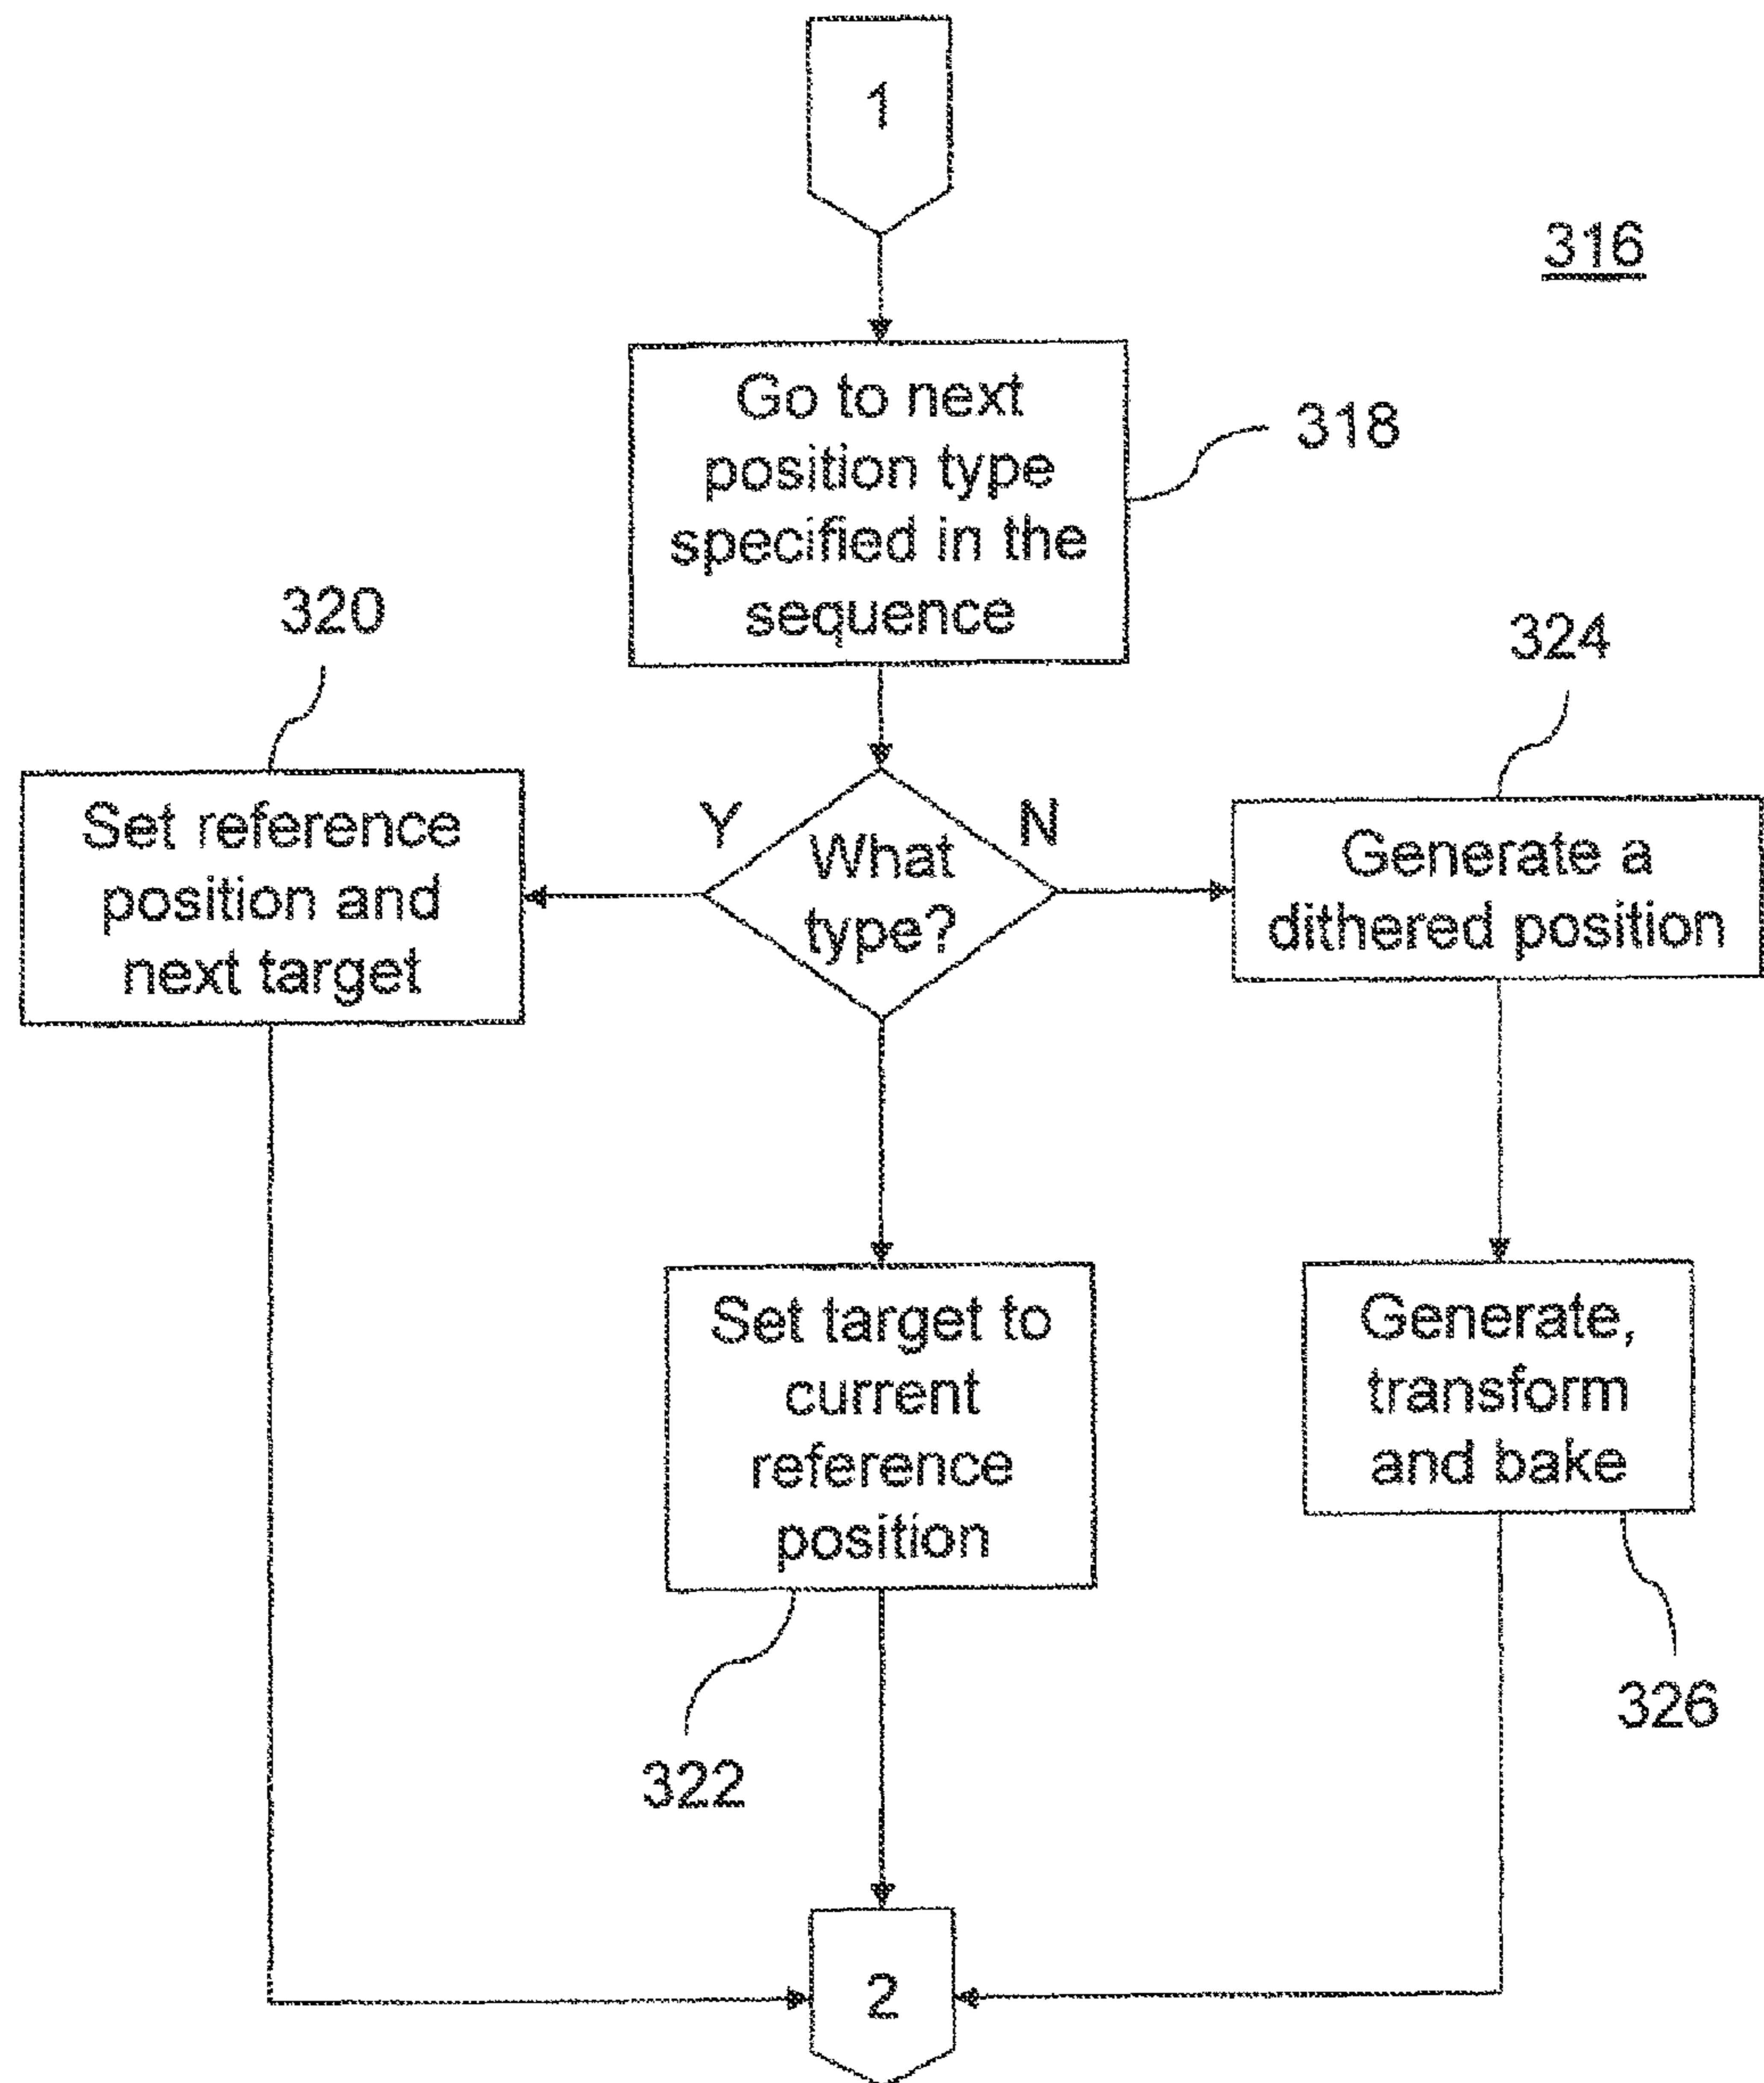 1
316
Go to next
position type
specified in the
sequence
318
320
324
Set reference
position and
next target
Y
What
type?
N
Generate a
dithered position
Set target to
current
reference
position
Generate,
transform
and bake
322
326
2